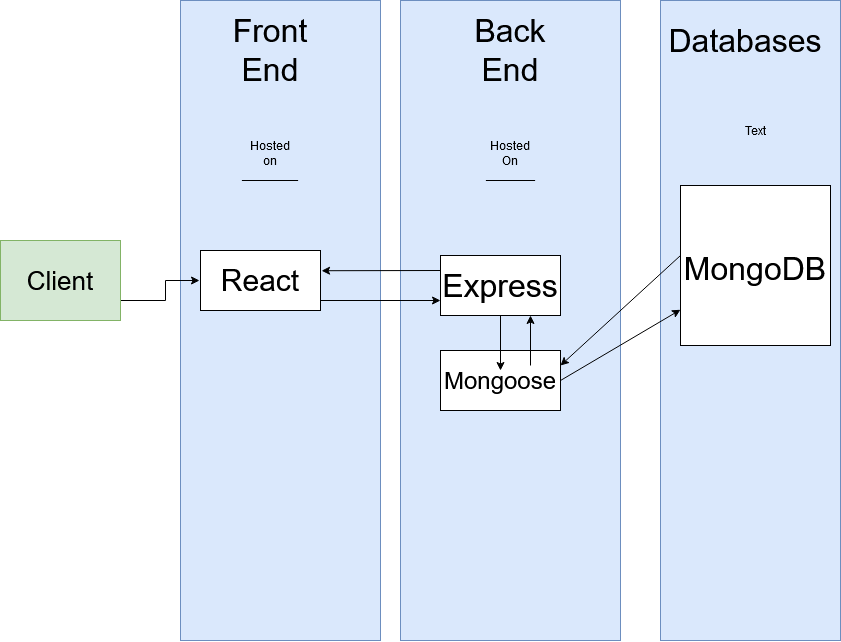 Front
End
Back
End
Databases
Text
Hosted
on
Hosted
On
Client
React
Express
MongoDB
Mongoose